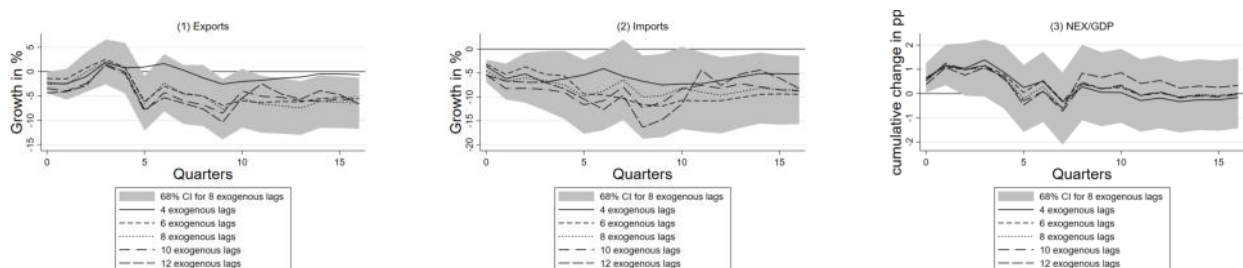 (1) Exports
Growth in %
5
0
-5
-10
-15
0
5
10
15
Quarters
68% CI for 8 exogenous lags
4 exogenous lags
6 exogenous lags
8 exogenous lags
10 exogenous lags
12 exogenous lags
(2) Imports
Growth in %
0
-5
-10
-15
-20
0
5
10
15
Quarters
68% CI for 8 exogenous lags
4 exogenous lags
6 exogenous lags
8 exogenous lags
10 exogenous lags
12 exogenous lags
(3) NEX/GDP
cumulative change in pp
2
1
0
-1
-2
0
5
10
15
Quarters
68% CI for 8 exogenous lags
4 exogenous lags
6 exogenous lags
8 exogenous lags
10 exogenous lags
12 exogenous lags